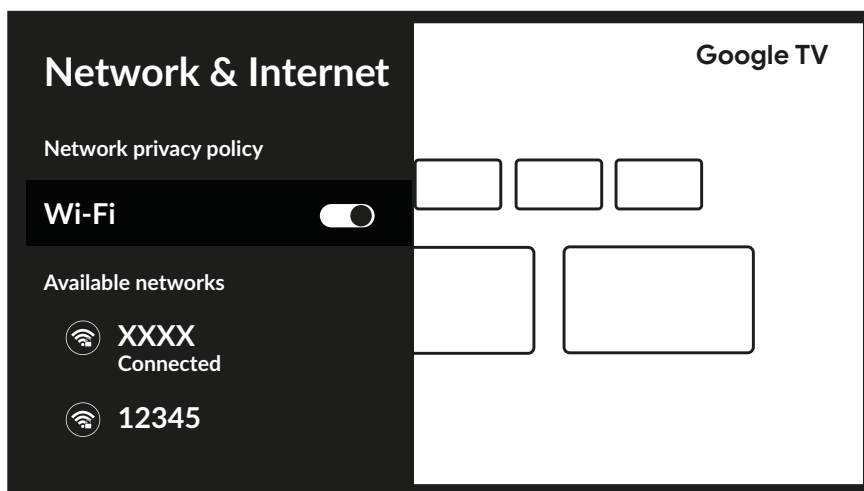 Network & Internet
Google TV
Network privacy policy
Wi-Fi
Available networks
XXXX
Connected
12345